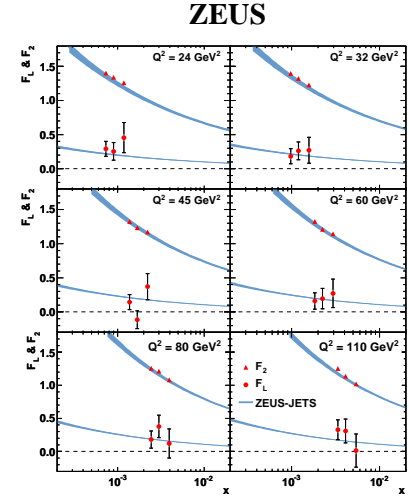 ZEUS
F_L & F_2
Q² = 24 GeV²
Q² = 32 GeV²
1.5
1.0
0.5
0.0
F_L & F_2
Q² = 45 GeV²
Q² = 60 GeV²
1.5
1.0
0.5
0.0
F_L & F_2
Q² = 80 GeV²
Q² = 110 GeV²
F_2
F_L
ZEUS-JETS
1.5
1.0
0.5
0.0
10⁻³ 10⁻² 10⁻³ 10⁻²
x x